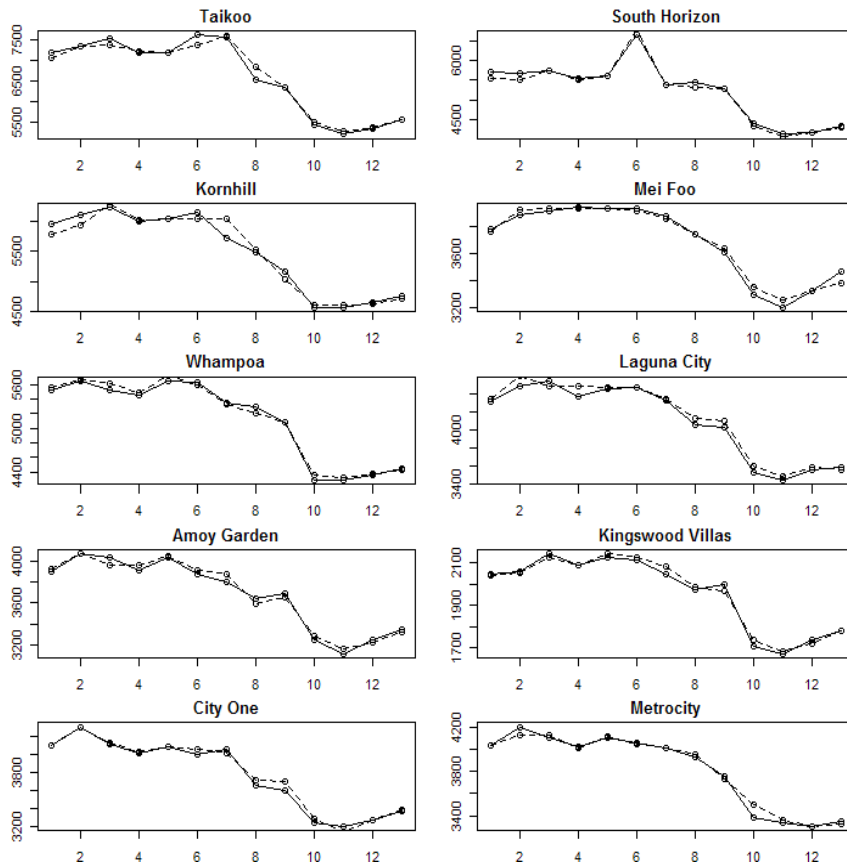 Taikoo
7500
6500
5500
2 4 6 8 10 12
South Horizon
6000
4500
2 4 6 8 10 12
Kornhill
5500
4500
2 4 6 8 10 12
Mei Foo
3600
3200
2 4 6 8 10 12
Whampoa
5600
5000
4400
2 4 6 8 10 12
Laguna City
4000
3400
2 4 6 8 10 12
Amoy Garden
4000
3600
3200
2 4 6 8 10 12
Kingswood Villas
2100
1900
1700
2 4 6 8 10 12
City One
3800
3200
2 4 6 8 10 12
Metrocity
4200
3800
3400
2 4 6 8 10 12